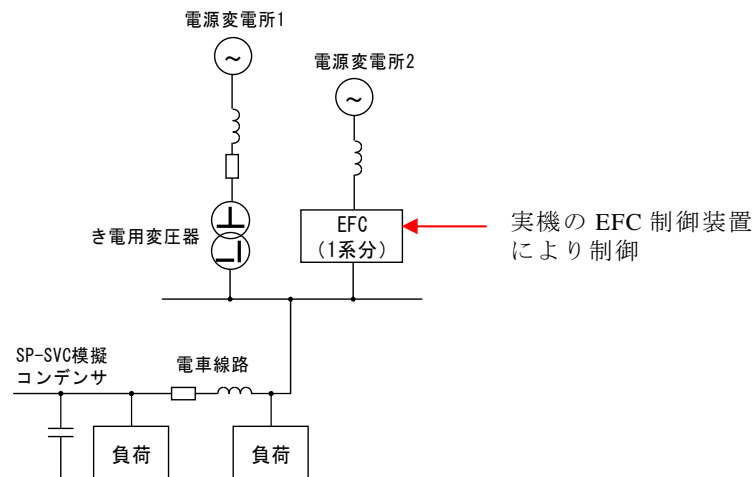 電源変電所1
電源変電所2
き電用変圧器
EFC
(1系分)
実機の EFC 制御装置
により制御
SP-SVC模擬
コンデンサ
電車線路
負荷
負荷